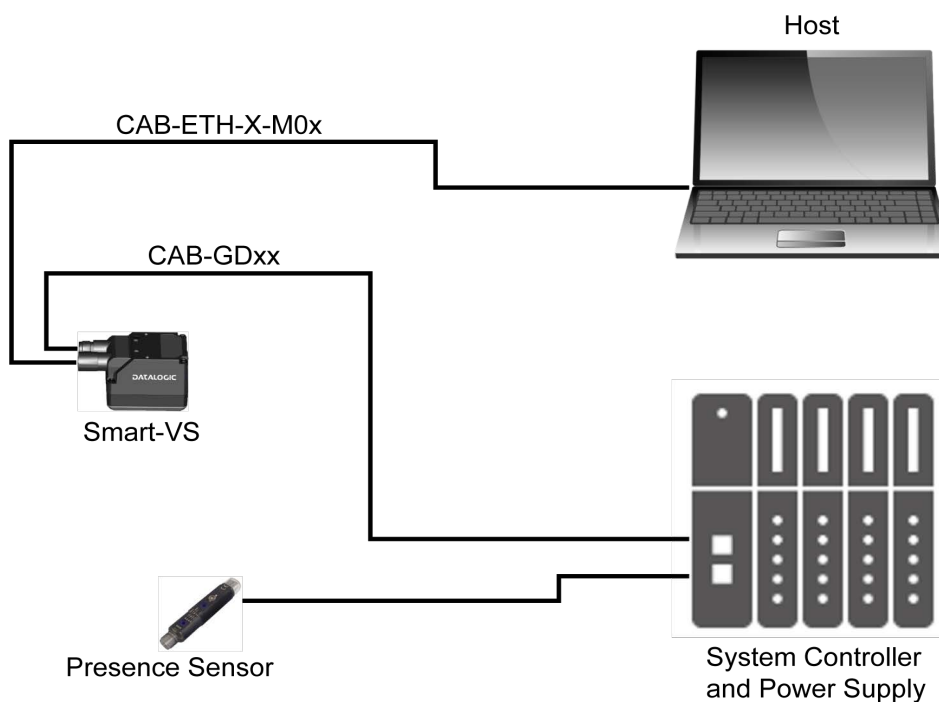 Host
CAB-ETH-X-M0x
CAB-GDxx
DATALOGIC
Smart-VS
Presence Sensor
System Controller
and Power Supply